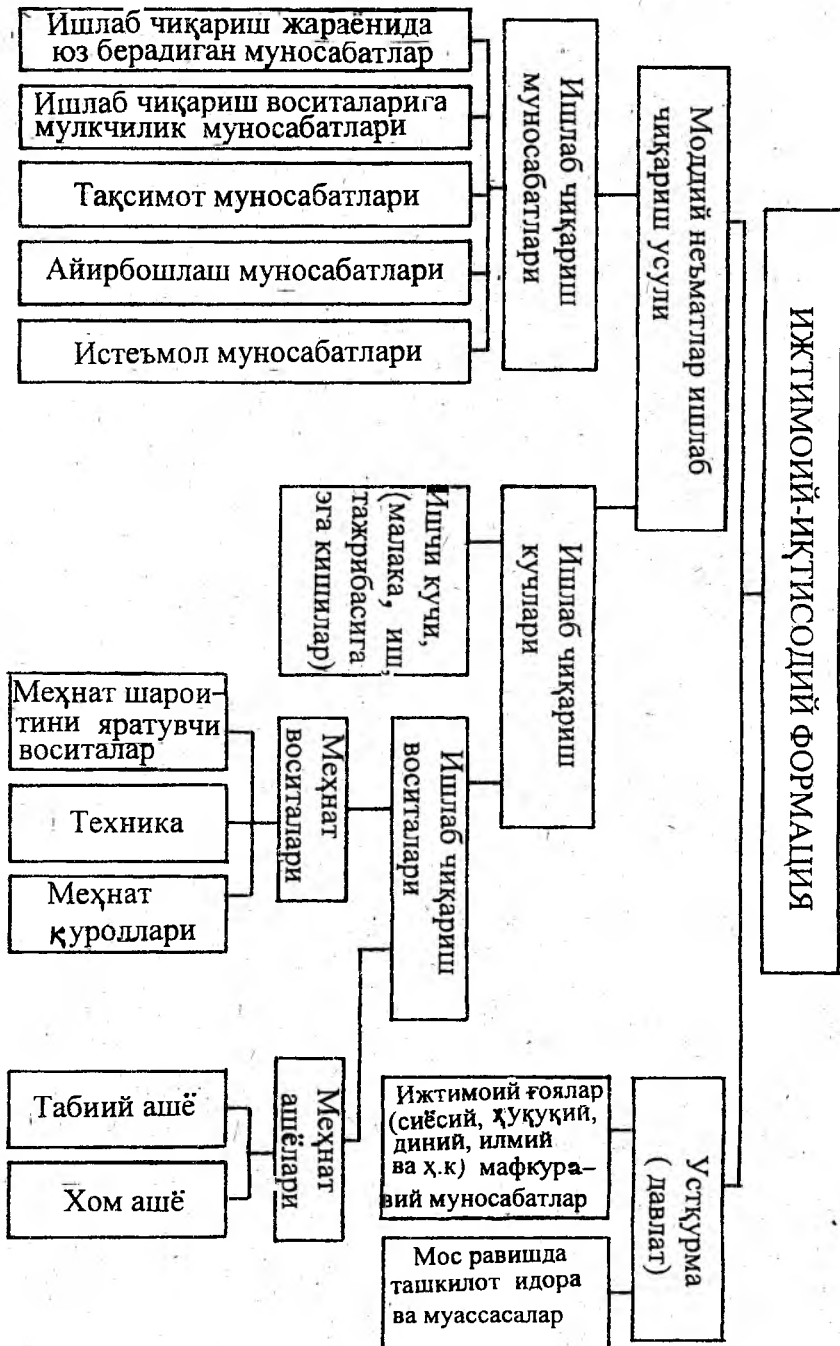 ИЖТИМОИЙ-ИҚТИСОДИЙ ФОРМАЦИЯ
Моддий неъматлар ишлаб
чиқариш усули
Ишлаб чиқариш
муносабатлари
Ишлаб чиқариш жараёнида
юз берадиган муносабатлар
Ишлаб чиқариш воситаларига
мулкчилик муносабатлари
Тақсимот муносабатлари
Айирбошлаш муносабатлари
Истеъмол муносабатлари
Ишлаб чиқариш
кучлари
Ишчи кучи,
(малака, иш,
тажрибасига
эга кишилар)
Ишлаб чиқариш
воситалари
Меҳнат
воситалари
Меҳнат шарои-
тини яратувчи
воситалар
Техника
Меҳнат
қуроллари
Меҳнат
ашёлари
Табиий ашё
Хом ашё
Устқурма
(давлат)
Ижтимоий ғоялар
(сиёсий, ҳуқуқий,
диний, илмий
ва ҳ.к) мафкура-
вий муносабатлар
Мос равишда
ташкилот идора
ва муассасалар